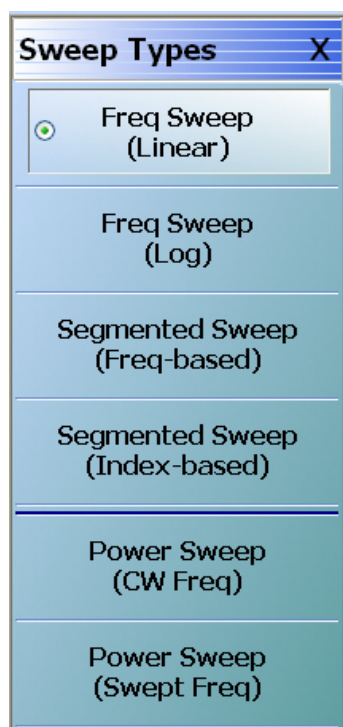 Sweep Types X
Freq Sweep
(Linear)
Freq Sweep
(Log)
Segmented Sweep
(Freq-based)
Segmented Sweep
(Index-based)
Power Sweep
(CW Freq)
Power Sweep
(Swept Freq)